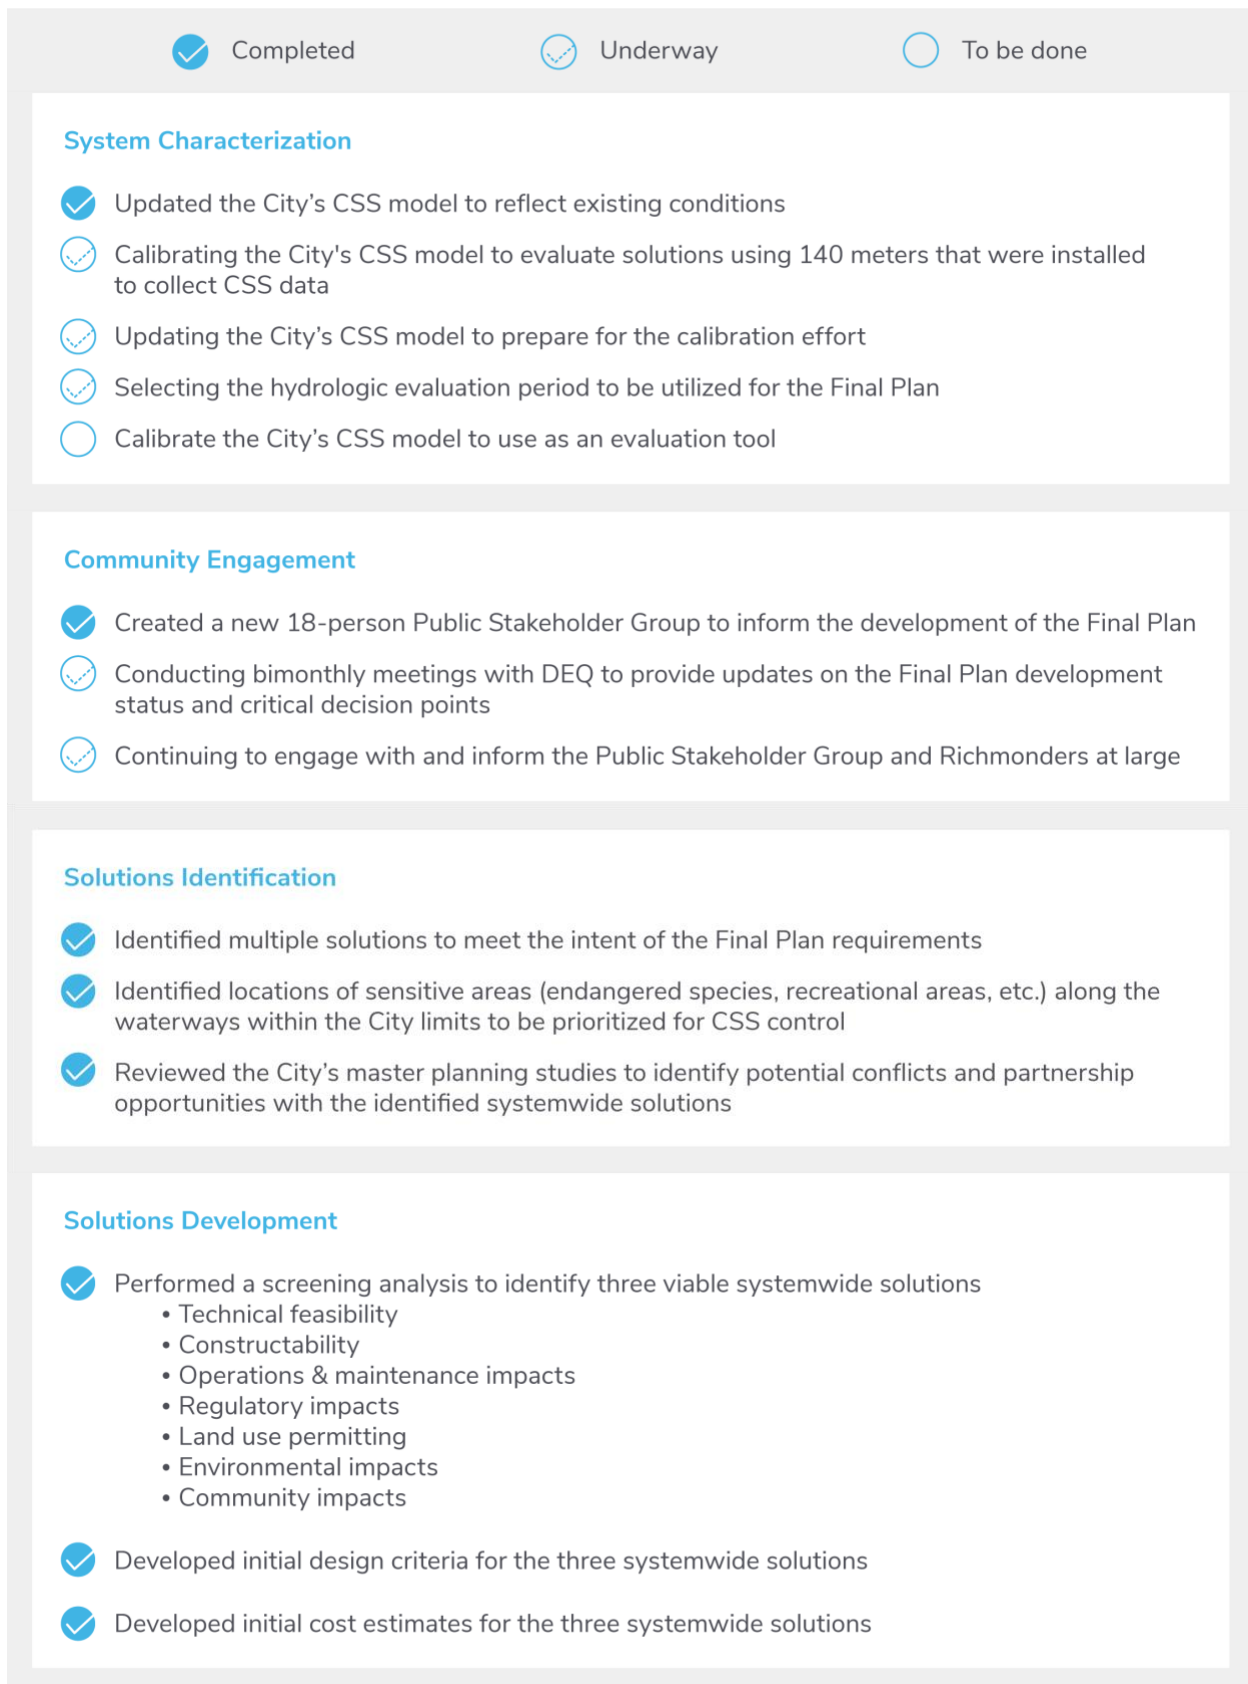 Completed
Underway
To be done
System Characterization
Updated the City’s CSS model to reflect existing conditions
Calibrating the City's CSS model to evaluate solutions using 140 meters that were installed
to collect CSS data
Updating the City’s CSS model to prepare for the calibration effort
Selecting the hydrologic evaluation period to be utilized for the Final Plan
Calibrate the City’s CSS model to use as an evaluation tool
Community Engagement
Created a new 18-person Public Stakeholder Group to inform the development of the Final Plan
Conducting bimonthly meetings with DEQ to provide updates on the Final Plan development
status and critical decision points
Continuing to engage with and inform the Public Stakeholder Group and Richmonders at large
Solutions Identification
Identified multiple solutions to meet the intent of the Final Plan requirements
Identified locations of sensitive areas (endangered species, recreational areas, etc.) along the
waterways within the City limits to be prioritized for CSS control
Reviewed the City’s master planning studies to identify potential conflicts and partnership
opportunities with the identified systemwide solutions
Solutions Development
Performed a screening analysis to identify three viable systemwide solutions
• Technical feasibility
• Constructability
• Operations & maintenance impacts
• Regulatory impacts
• Land use permitting
• Environmental impacts
• Community impacts
Developed initial design criteria for the three systemwide solutions
Developed initial cost estimates for the three systemwide solutions